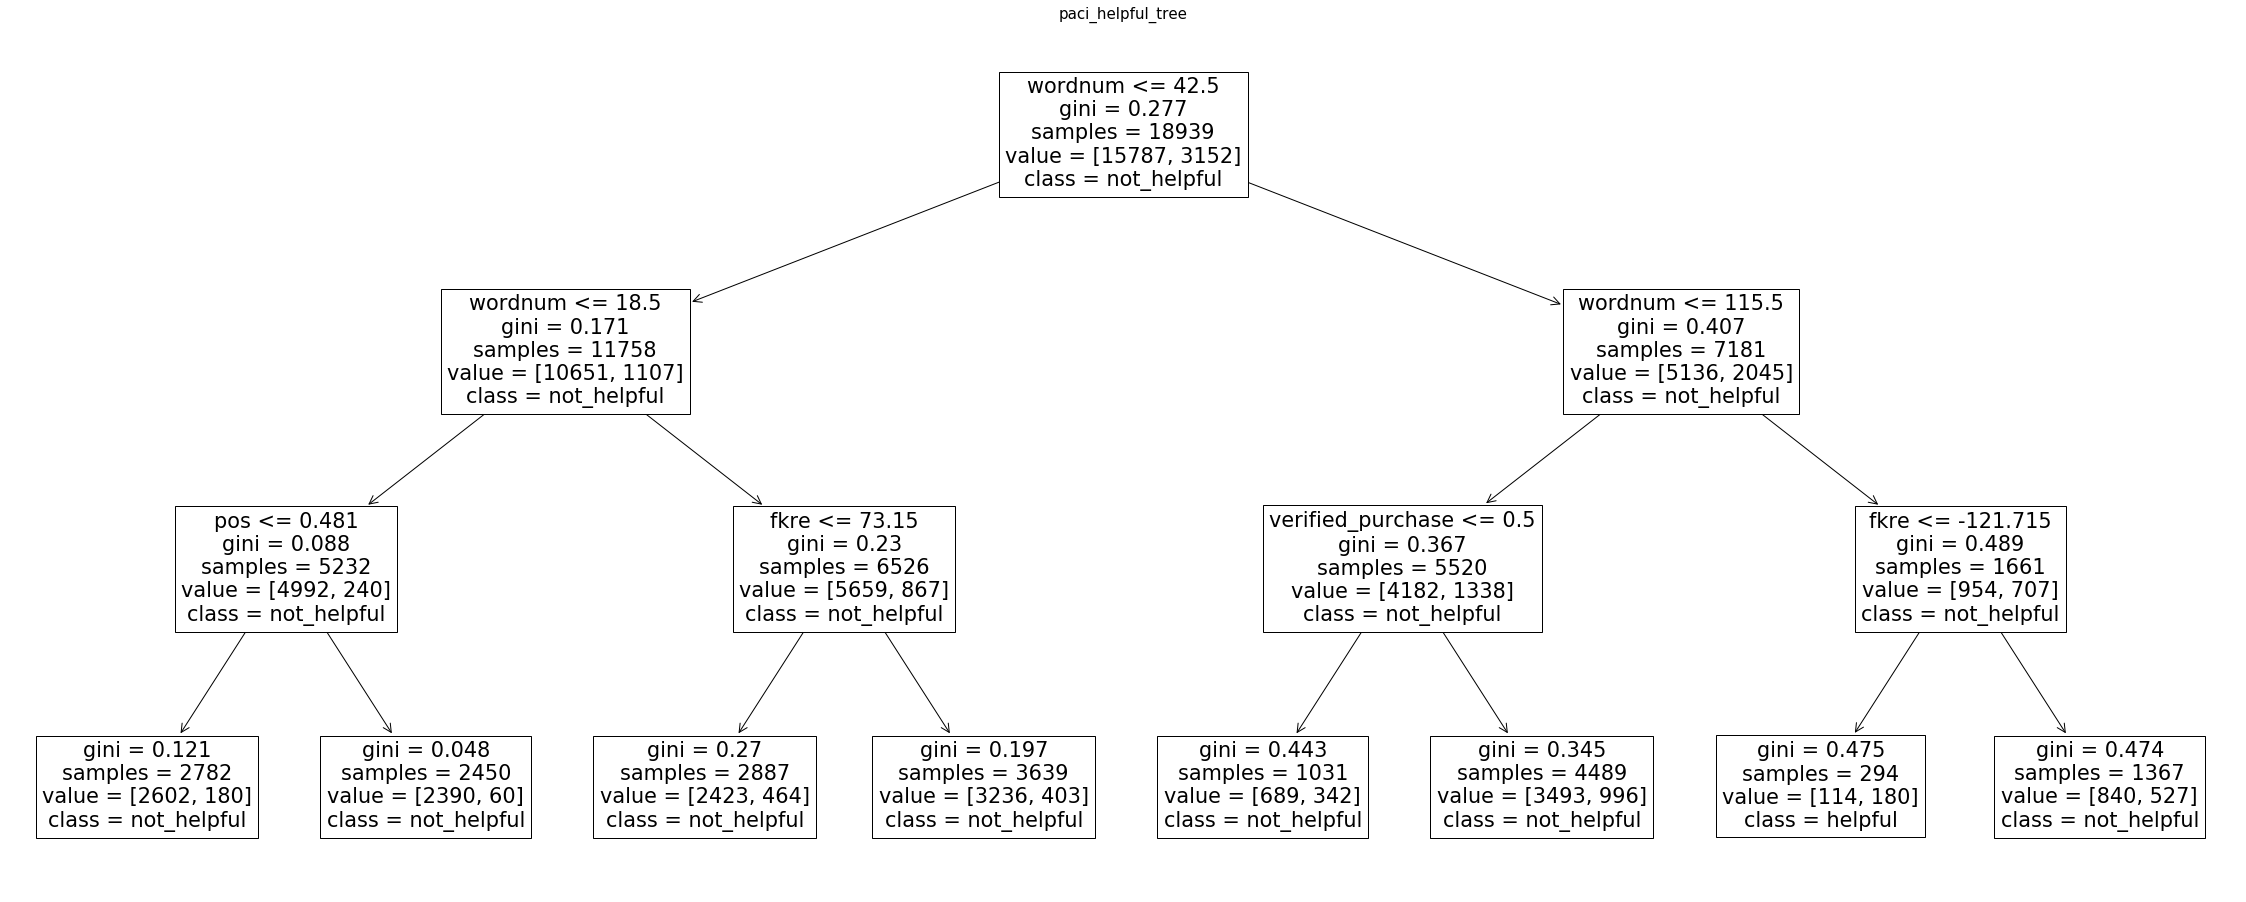 paci_helpful_tree
wordnum <= 42.5
gini = 0.277
samples = 18939
value = [15787, 3152]
class = not_helpful
wordnum <= 18.5
gini = 0.171
samples = 11758
value = [10651, 1107]
class = not_helpful
wordnum <= 115.5
gini = 0.407
samples = 7181
value = [5136, 2045]
class = not_helpful
pos <= 0.481
gini = 0.088
samples = 5232
value = [4992, 240]
class = not_helpful
fkre <= 73.15
gini = 0.23
samples = 6526
value = [5659, 867]
class = not_helpful
verified_purchase <= 0.5
gini = 0.367
samples = 5520
value = [4182, 1338]
class = not_helpful
fkre <= -121.715
gini = 0.489
samples = 1661
value = [954, 707]
class = not_helpful
gini = 0.121
samples = 2782
value = [2602, 180]
class = not_helpful
gini = 0.048
samples = 2450
value = [2390, 60]
class = not_helpful
gini = 0.27
samples = 2887
value = [2423, 464]
class = not_helpful
gini = 0.197
samples = 3639
value = [3236, 403]
class = not_helpful
gini = 0.443
samples = 1031
value = [689, 342]
class = not_helpful
gini = 0.345
samples = 4489
value = [3493, 996]
class = not_helpful
gini = 0.475
samples = 294
value = [114, 180]
class = helpful
gini = 0.474
samples = 1367
value = [840, 527]
class = not_helpful